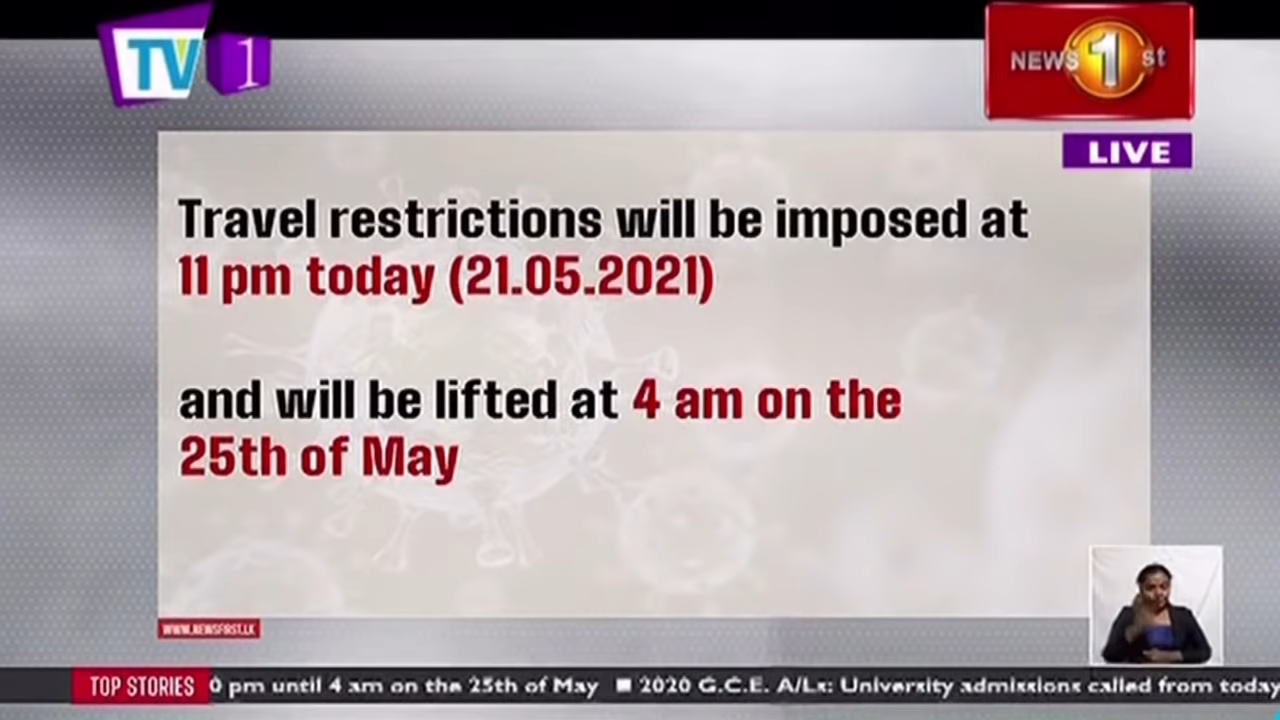 TV 1
NEWS 1st
LIVE
Travel restrictions will be imposed at
11 pm today (21.05.2021)
and will be lifted at 4 am on the
25th of May
WWW.NEWSFIRST.LK
TOP STORIES 0 pm until 4 am on the 25th of May ■ 2020 G.C.E. A/Ls: University admissions called from today